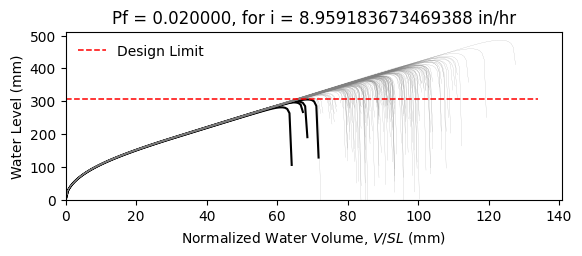 Pf = 0.020000, for i = 8.959183673469388 in/hr
500
400
300
200
100
0
Water Level (mm)
Design Limit
0 20 40 60 80 100 120 140
Normalized Water Volume, V/SL (mm)